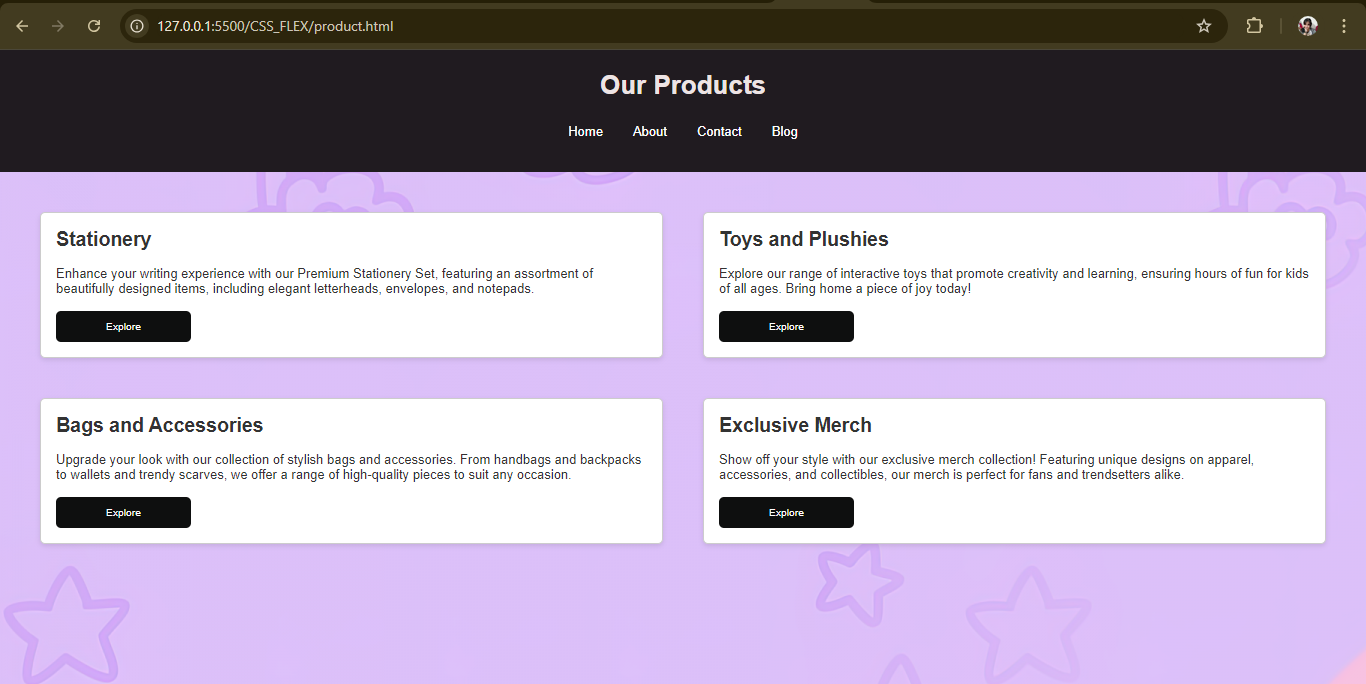 127.0.0.1:5500/CSS_FLEX/product.html
Our Products
Home About Contact Blog
Stationery
Enhance your writing experience with our Premium Stationery Set, featuring an assortment of
beautifully designed items, including elegant letterheads, envelopes, and notepads.
Explore
Toys and Plushies
Explore our range of interactive toys that promote creativity and learning, ensuring hours of fun for kids
of all ages. Bring home a piece of joy today!
Explore
Bags and Accessories
Upgrade your look with our collection of stylish bags and accessories. From handbags and backpacks
to wallets and trendy scarves, we offer a range of high-quality pieces to suit any occasion.
Explore
Exclusive Merch
Show off your style with our exclusive merch collection! Featuring unique designs on apparel,
accessories, and collectibles, our merch is perfect for fans and trendsetters alike.
Explore